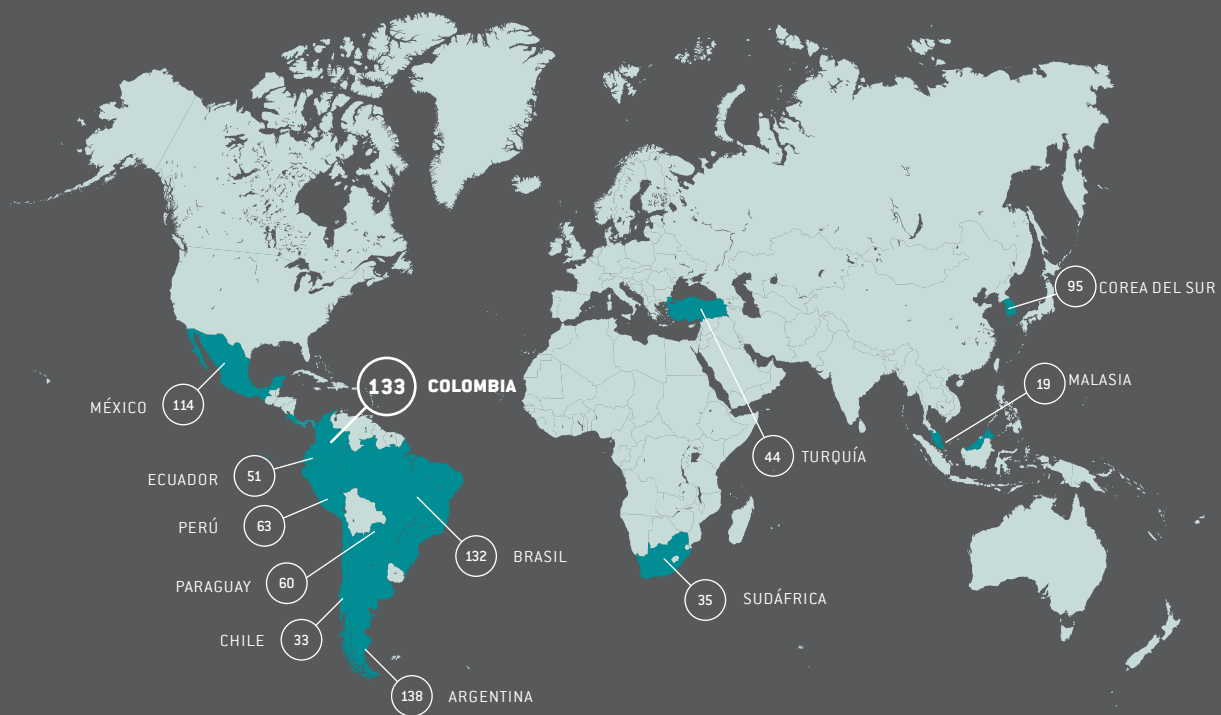 95 COREA DEL SUR
19 MALASIA
133 COLOMBIA
MÉXICO 114
44 TURQUÍA
ECUADOR 51
PERÚ 63
132 BRASIL
PARAGUAY 60
35 SUDÁFRICA
CHILE 33
138 ARGENTINA